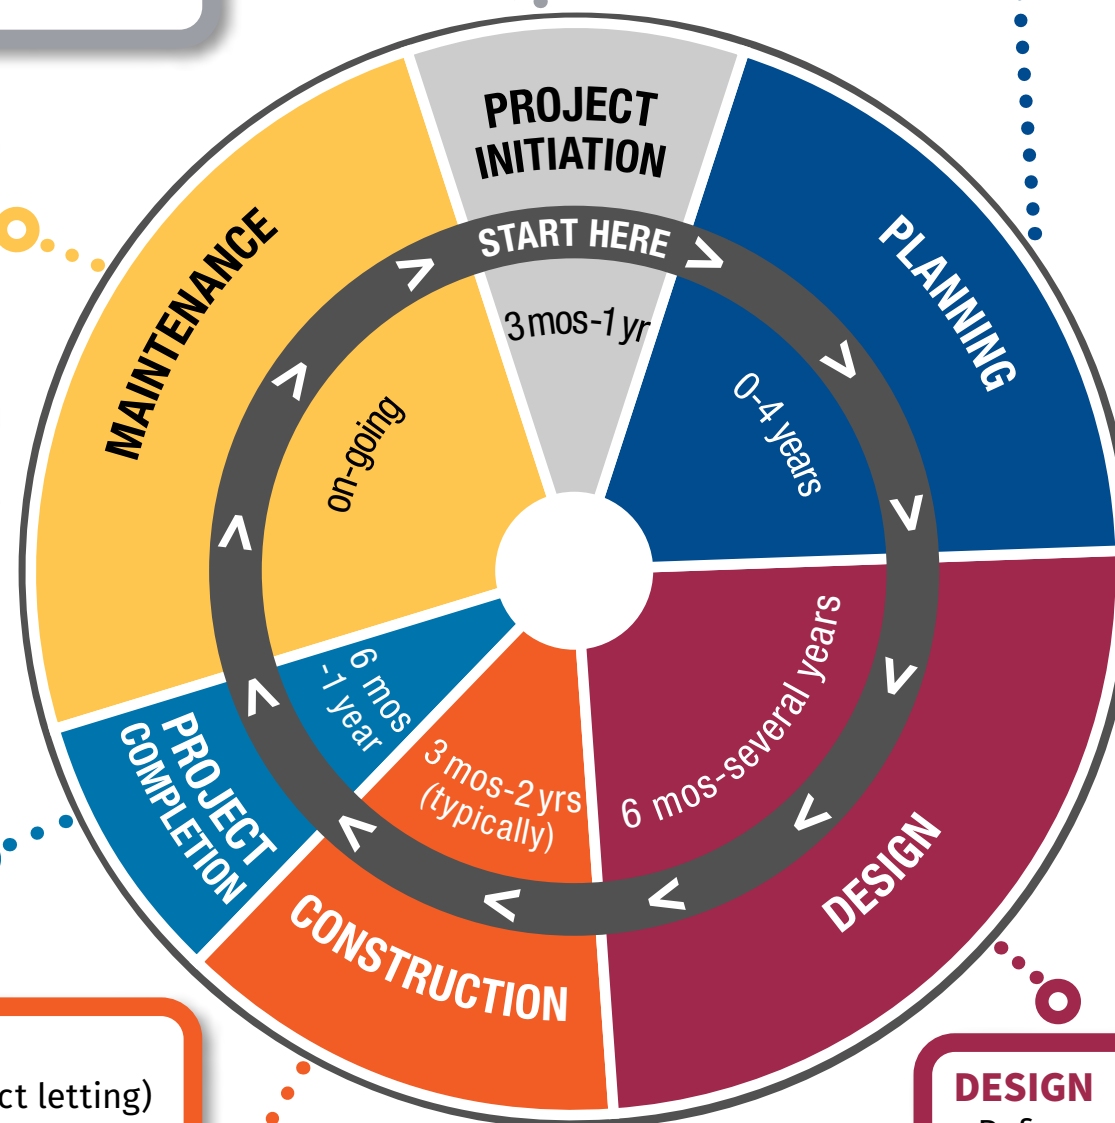 PROJECT
INITIATION
START HERE
3 mos-1 yr
PLANNING
0-4 years
DESIGN
6 mos-several years
CONSTRUCTION
3 mos-2 yrs
(typically)
PROJECT
COMPLETION
6 mos
-1 year
MAINTENANCE
on-going
letting)
DESIGN